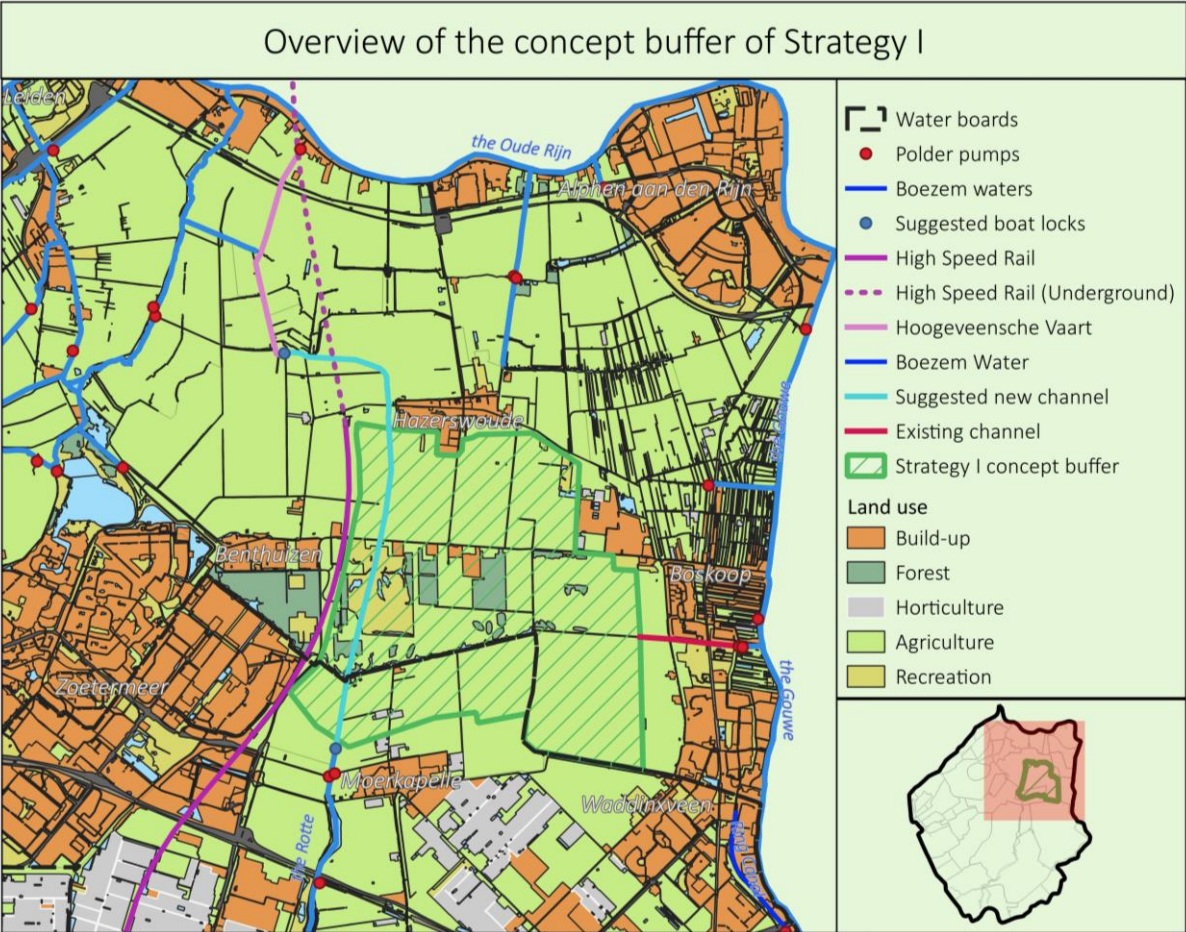 Overview of the concept buffer of Strategy I
Leiden
the Oude Rijn
Alphen aan den Rijn
Hazerswoude
Benthuizen
Boskoop
Zoetermeer
the Gouwe
Moerkapelle
Waddinxveen
the Rotte
Water boards
Polder pumps
Boezem waters
Suggested boat locks
High Speed Rail
High Speed Rail (Underground)
Hoogeveensche Vaart
Boezem Water
Suggested new channel
Existing channel
Strategy I concept buffer
Land use
Build-up
Forest
Horticulture
Agriculture
Recreation